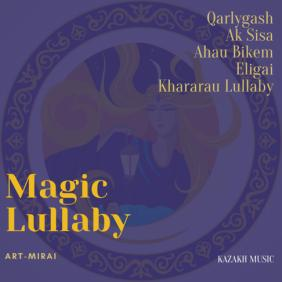 Qarlygash
Ak Sisa
Ahau Bikem
Eligai
Khararau Lullaby
Magic
Lullaby
ART-MIRAI
KAZAKH MUSIC